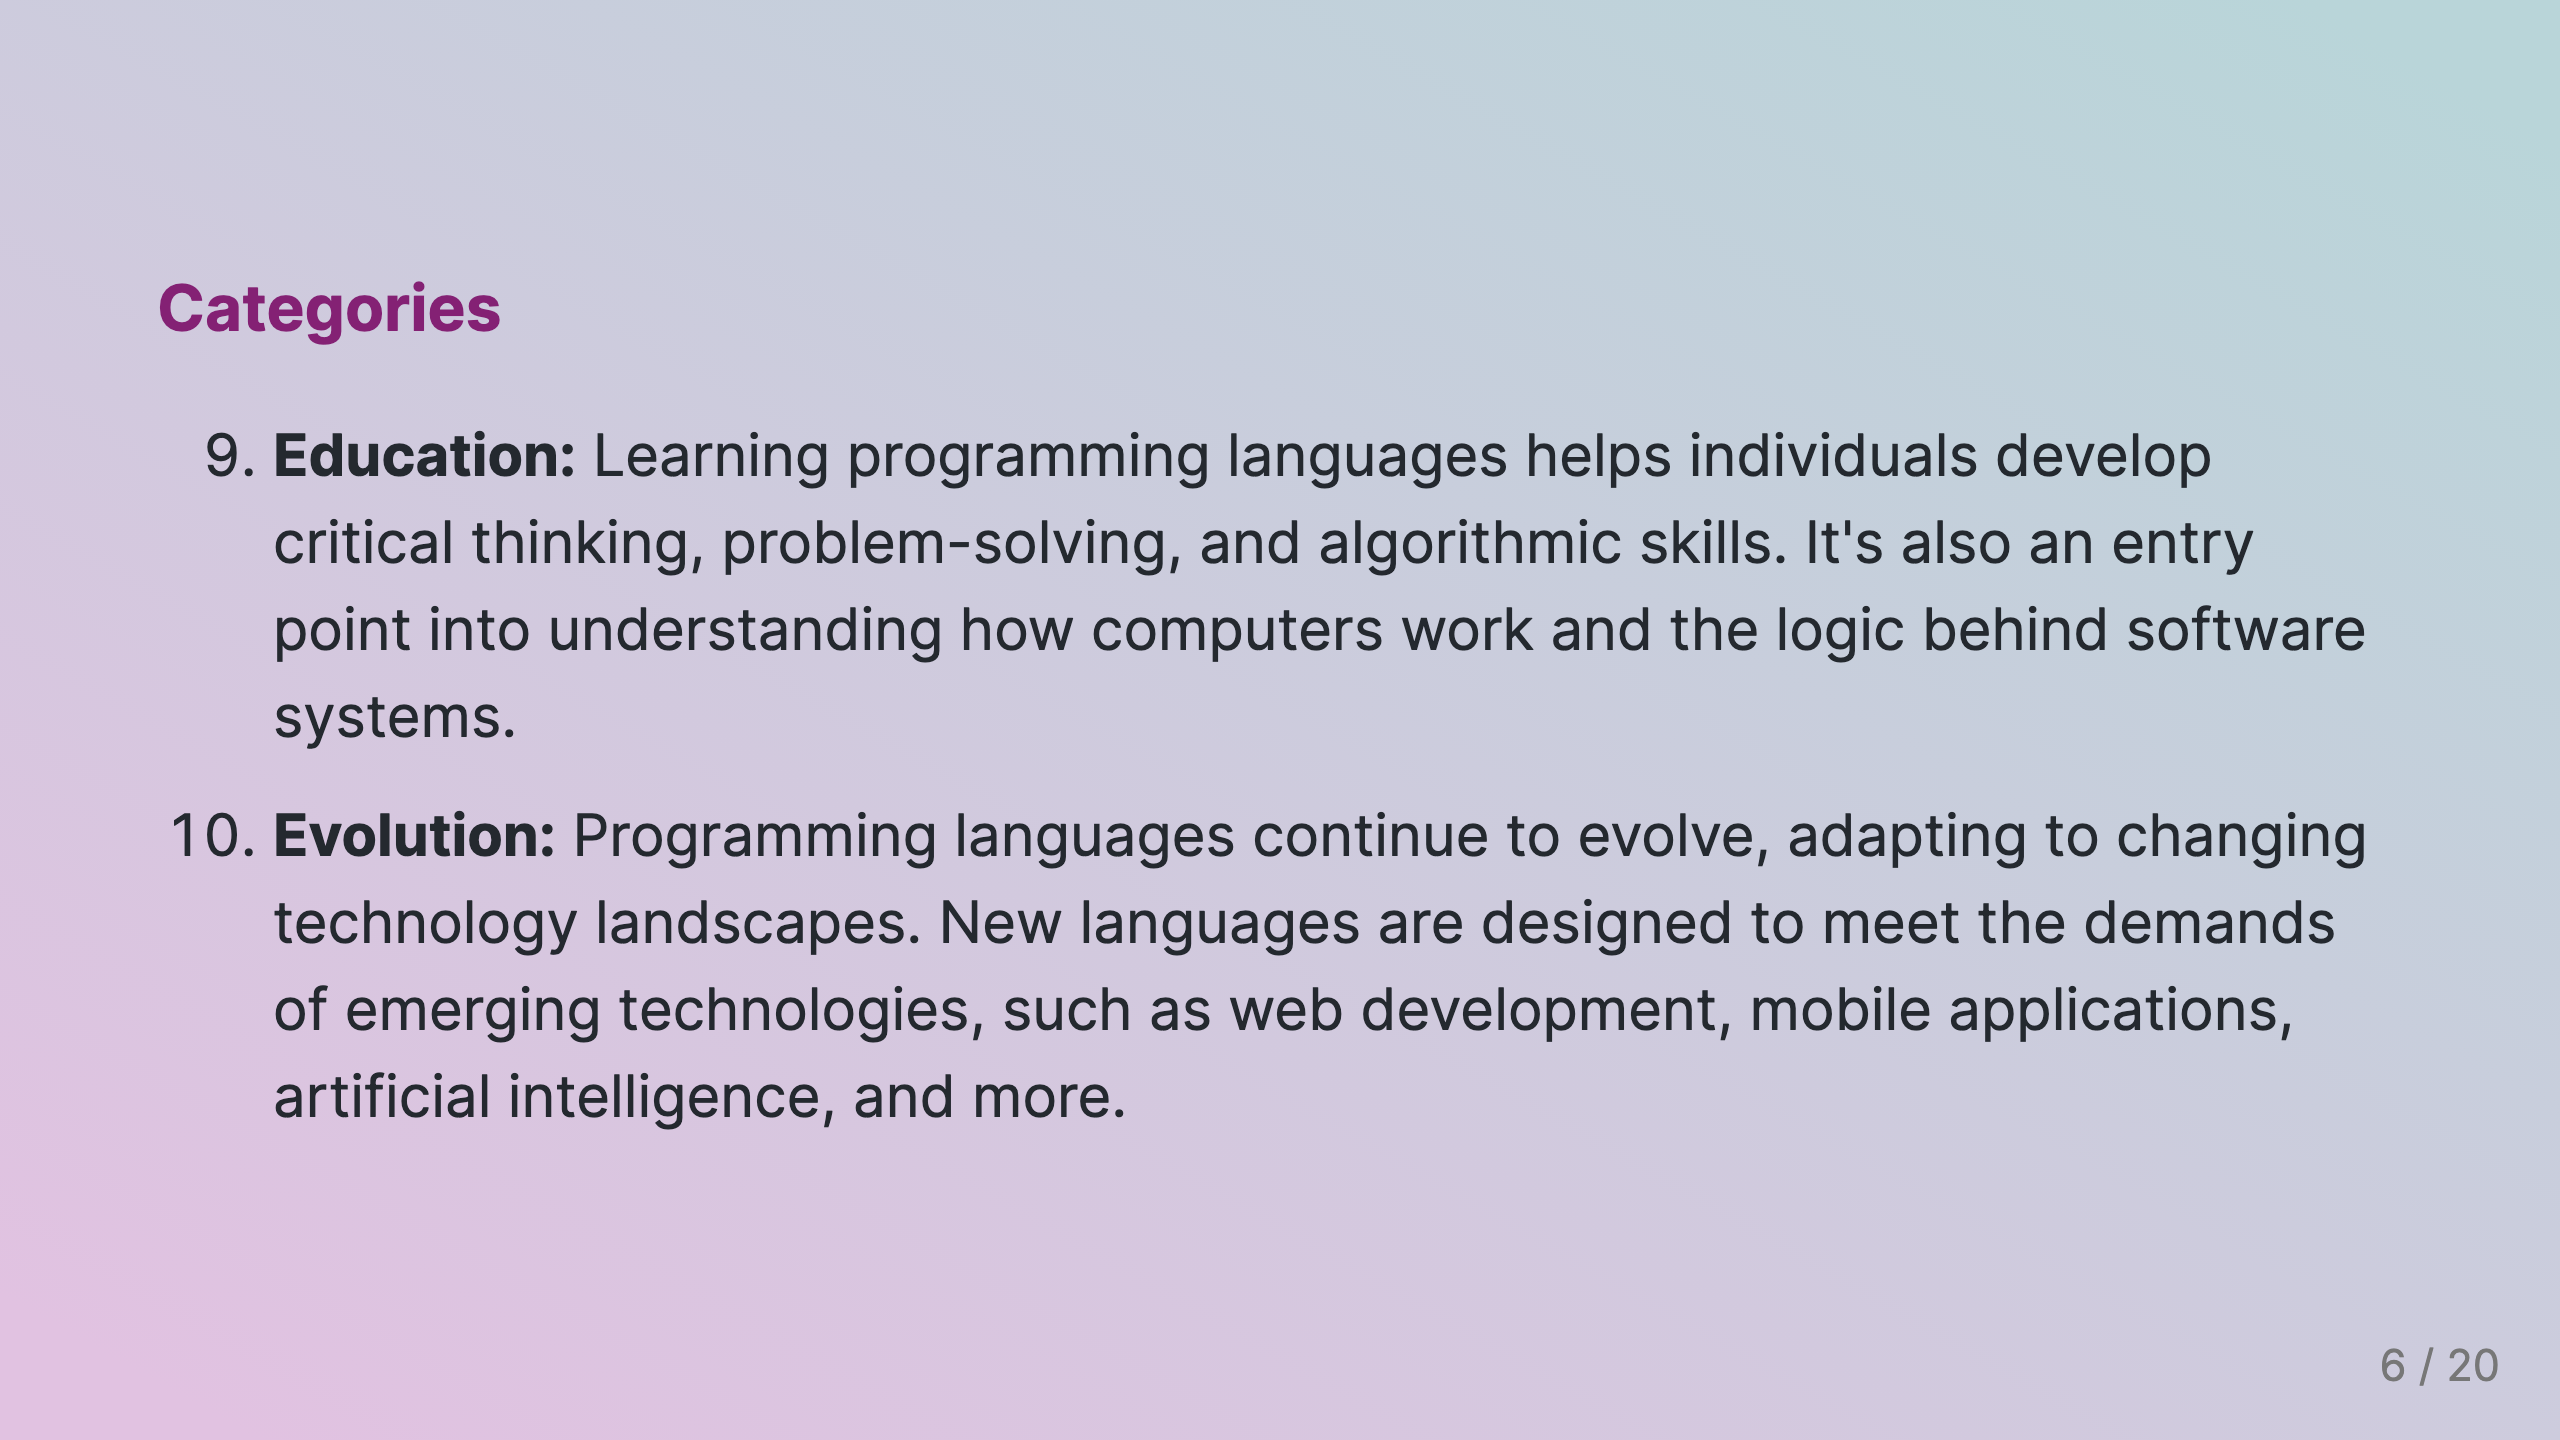 Categories
9. Education: Learning programming languages helps individuals develop
critical thinking, problem-solving, and algorithmic skills. It's also an entry
point into understanding how computers work and the logic behind software
systems.
10. Evolution: Programming languages continue to evolve, adapting to changing
technology landscapes. New languages are designed to meet the demands
of emerging technologies, such as web development, mobile applications,
artificial intelligence, and more.
6 / 20